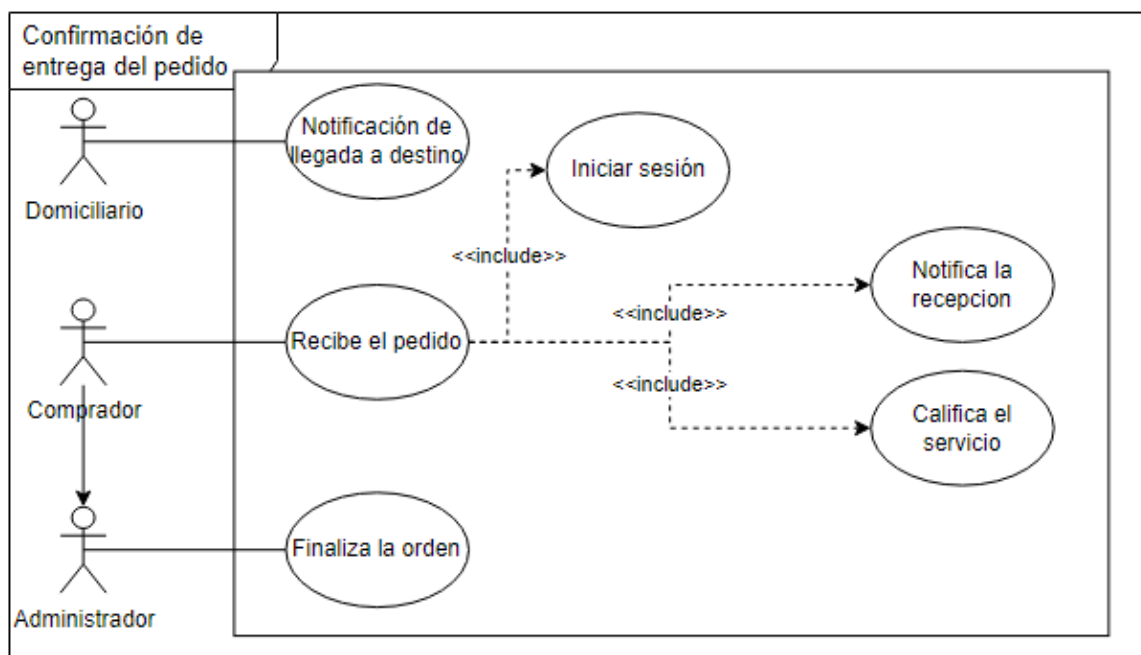 Confirmación de
entrega del pedido
Notificación de
llegada a destino
Iniciar sesión
Domiciliario
<<include>>
Notifica la
recepcion
<<include>>
Recibe el pedido
<<include>>
Comprador
Califica el
servicio
Finaliza la orden
Administrador